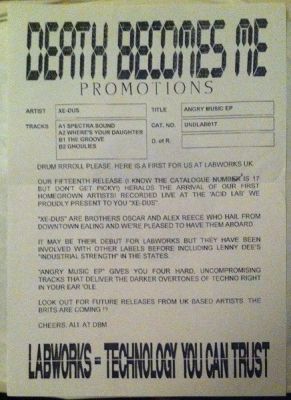 DEATH BECOMES ME
PROMOTIONS
ARTIST XE-DUS
TITLE ANGRY MUSIC EP
TRACKS A1 SPECTRA SOUND
A2 WHERE'S YOUR DAUGHTER
B1 THE GROOVE
B2 GHOULIES
CAT. NO. UNDLAB017
D. of R.
DRUM RRRROLL PLEASE. HERE IS A FIRST FOR US AT LABWORKS UK.
OUR FIFTEENTH RELEASE (I KNOW THE CATALOGUE NUMBER IS 17
BUT DON'T GET PICKY!) HERALDS THE ARRIVAL OF OUR FIRST
HOMEGROWN ARTISTS! RECORDED LIVE AT THE 'ACID LAB' WE
PROUDLY PRESENT TO YOU "XE-DUS"
"XE-DUS" ARE BROTHERS OSCAR AND ALEX REECE WHO HAIL FROM
DOWNTOWN EALING AND WE'RE PLEASED TO HAVE THEM ABOARD
IT MAY BE THEIR DEBUT FOR LABWORKS BUT THEY HAVE BEEN
INVOLVED WITH OTHER LABELS BEFORE INCLUDING LENNY DEE'S
"INDUSTRIAL STRENGTH" IN THE STATES.
"ANGRY MUSIC EP" GIVES YOU FOUR HARD, UNCOMPROMISING
TRACKS THAT DELIVER THE DARKER OVERTONES OF TECHNO RIGHT
IN YOUR EAR 'OLE.
LOOK OUT FOR FUTURE RELEASES FROM UK BASED ARTISTS. THE
BRITS ARE COMING !?
CHEERS. ALL AT DBM
LABWORKS = TECHNOLOGY YOU CAN TRUST